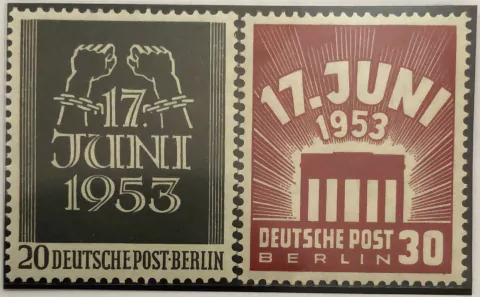 17.
JUNI
1953
20 DEUTSCHE POST·BERLIN
17. JUNI
1953
DEUTSCHE POST
BERLIN 30